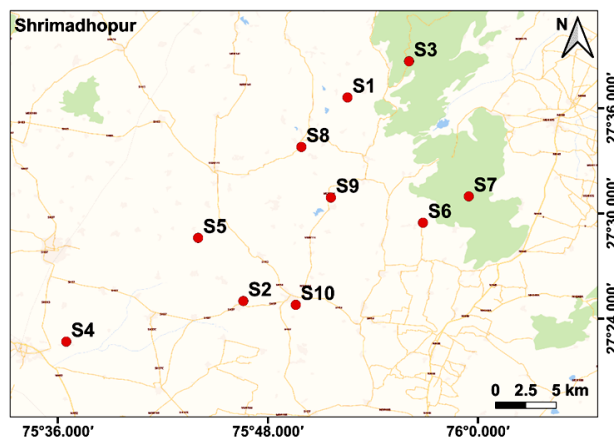 Shrimadhopur
N
S3
S1
27°36.000'
S8
S9
S7
S6
27°30.000'
S5
S2
S10
27°24.000'
S4
0 2.5 5 km
75°36.000' 75°48.000' 76°0.000'